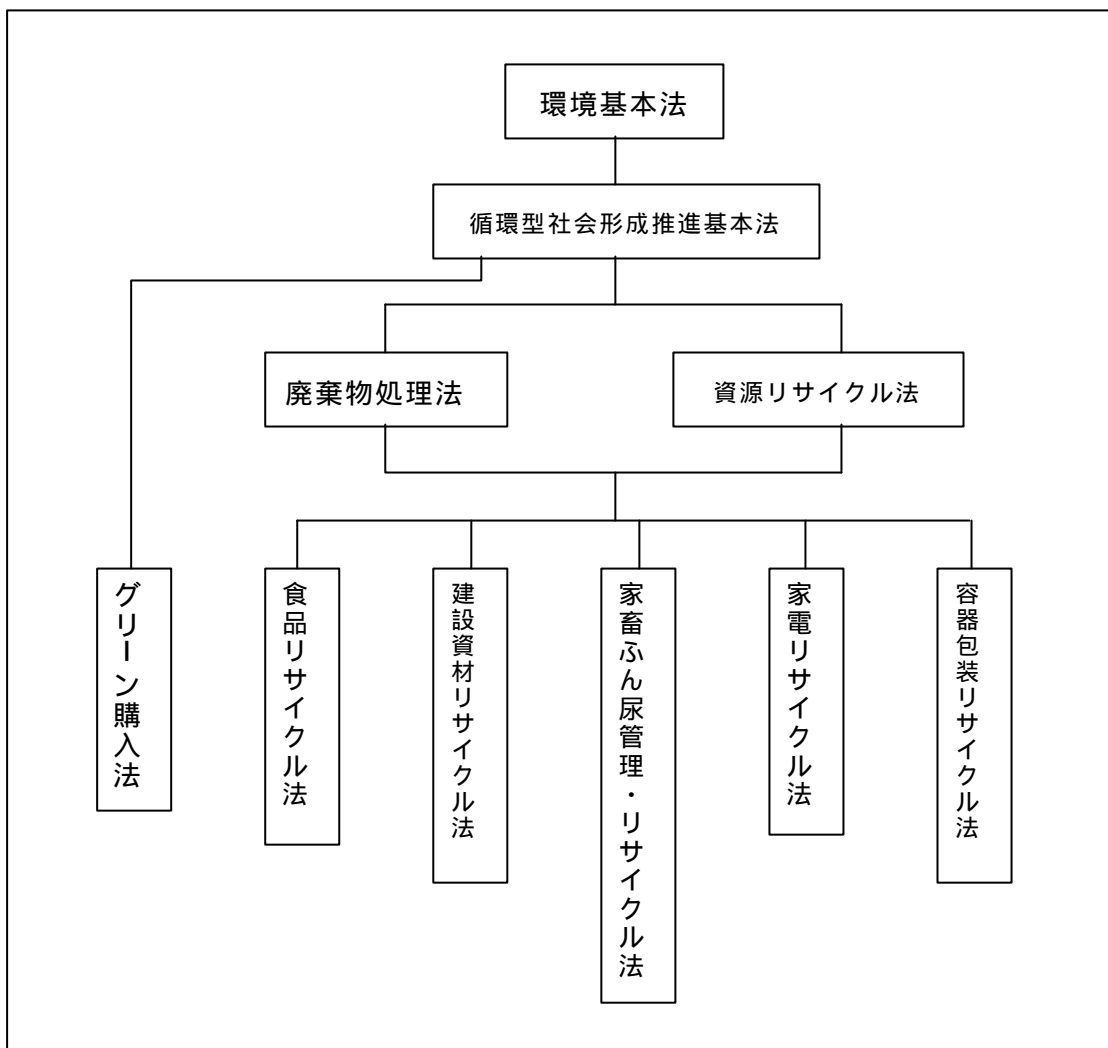 環境基本法
循環型社会形成推進基本法
廃棄物処理法
資源リサイクル法
グリーン購入法
食品リサイクル法
建設資材リサイクル法
家畜ふん尿管理・リサイクル法
家電リサイクル法
容器包装リサイクル法